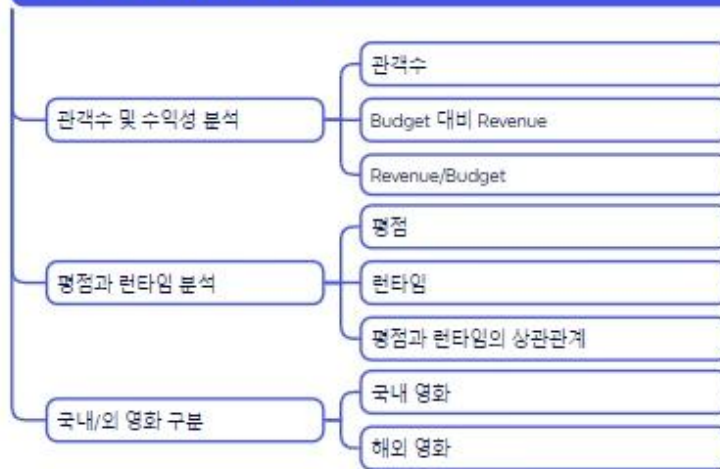 관객수 및 수익성 분석
관객수
Budget 대비 Revenue
Revenue/Budget
평점과 런타임 분석
평점
런타임
평점과 런타임의 상관관계
국내/외 영화 구분
국내 영화
해외 영화